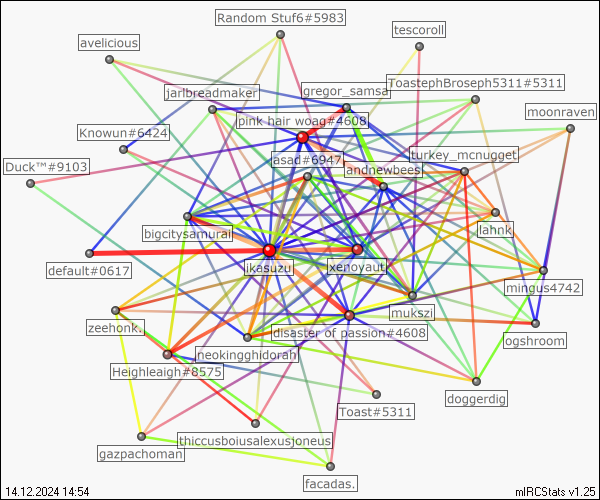 Random Stuf6#5983
tescoroll
avelicious
ToastephBroseph5311#5311
jarlbreadmaker
gregor_samsa
moonraven
pink hair woag#4608
Knowun#6424
turkey_mcnugget
asad#6947
andnewbees
Duck™#9103
lahnk
bigcitysamurai
default#0617
ikasuzu
xenoyaut
mingus4742
mukszi
zeehonk.
disaster of passion#4608
ogshroom
neokingghidorah
Heighleaigh#8575
doggerdig
Toast#5311
thiccusboiusalexusjoneus
gazpachoman
facadas.
14.12.2024 14:54
mIRCStats v1.25